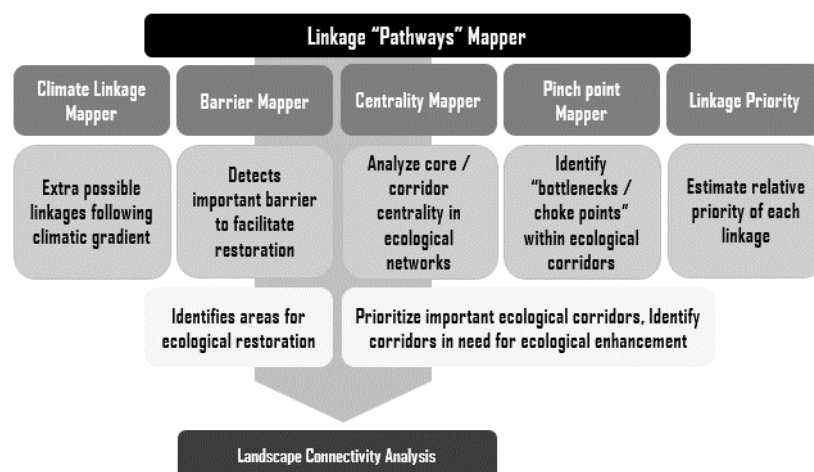 Linkage "Pathways" Mapper
Climate Linkage
Mapper
Barrier Mapper
Centrality Mapper
Pinch point
Mapper
Linkage Priority
Extra possible
linkages following
climatic gradient
Detects
important barrier
to facilitate
restoration
Analyze core /
corridor
centrality in
ecological
networks
Identify
"bottlenecks /
choke points"
within ecological
corridors
Estimate relative
priority of each
linkage
Identifies areas for
ecological restoration
Prioritize important ecological corridors, Identify
corridors in need for ecological enhancement
Landscape Connectivity Analysis